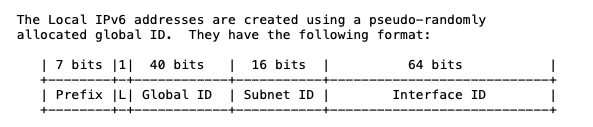 The Local IPv6 addresses are created using a pseudo-randomly
allocated global ID.  They have the following format:
| 7 bits |1|  40 bits   |  16 bits  |          64 bits           |
+--------+-+------------+-----------+----------------------------+
| Prefix |L| Global ID  | Subnet ID |        Interface ID        |
+--------+-+------------+-----------+----------------------------+